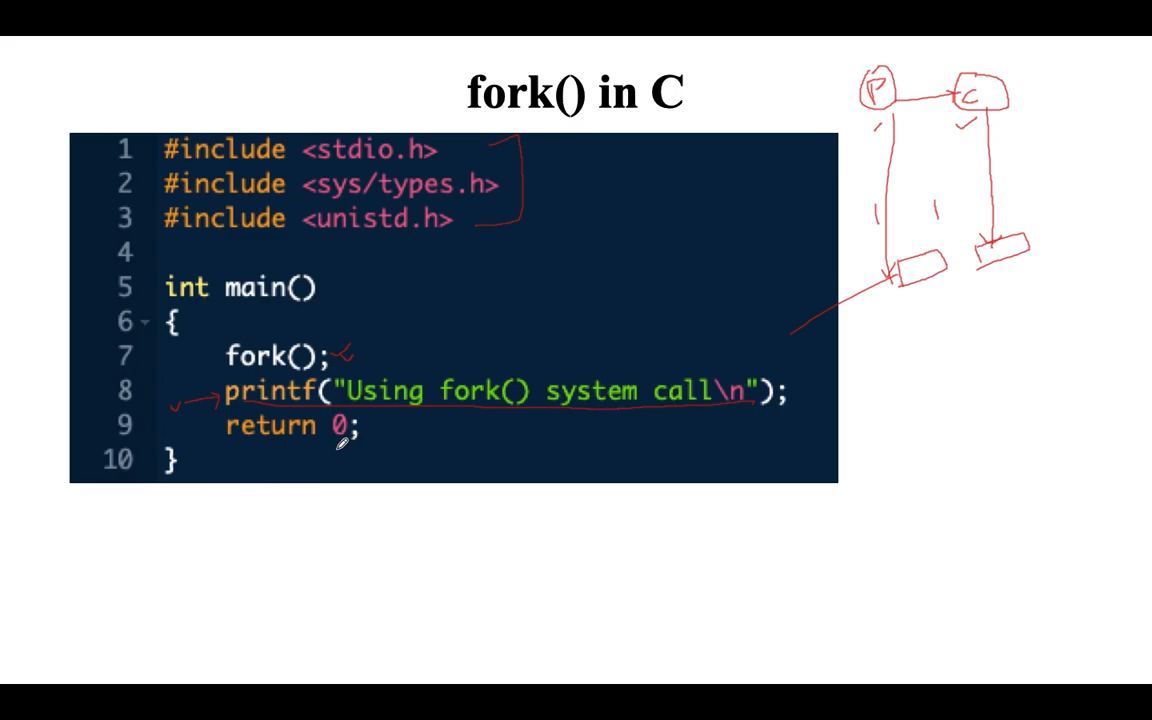 fork() in C
P C
1 #include <stdio.h>
2 #include <sys/types.h>
3 #include <unistd.h>
4
5 int main()
6 {
7 fork();
8 printf("Using fork() system call\n");
9 return 0;
10 }